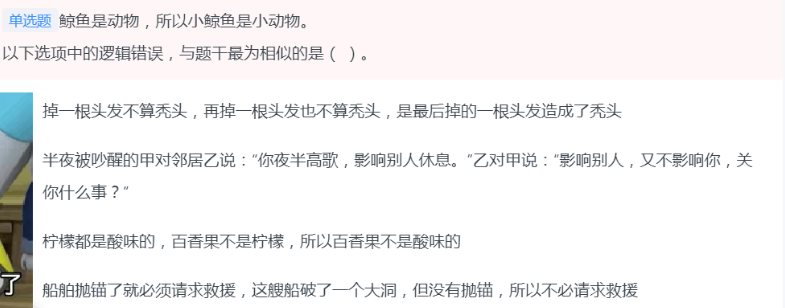 单选题 鲸鱼是动物，所以小鲸鱼是小动物。
以下选项中的逻辑错误，与题干最为相似的是（ ）。
掉一根头发不算秃头，再掉一根头发也不算秃头，是最后掉的一根头发造成了秃头
半夜被吵醒的甲对邻居乙说："你夜半高歌，影响别人休息。"乙对甲说："影响别人，又不影响你，关
你什么事？"
柠檬都是酸味的，百香果不是柠檬，所以百香果不是酸味的
了
船舶抛锚了就必须请求救援，这艘船破了一个大洞，但没有抛锚，所以不必请求救援